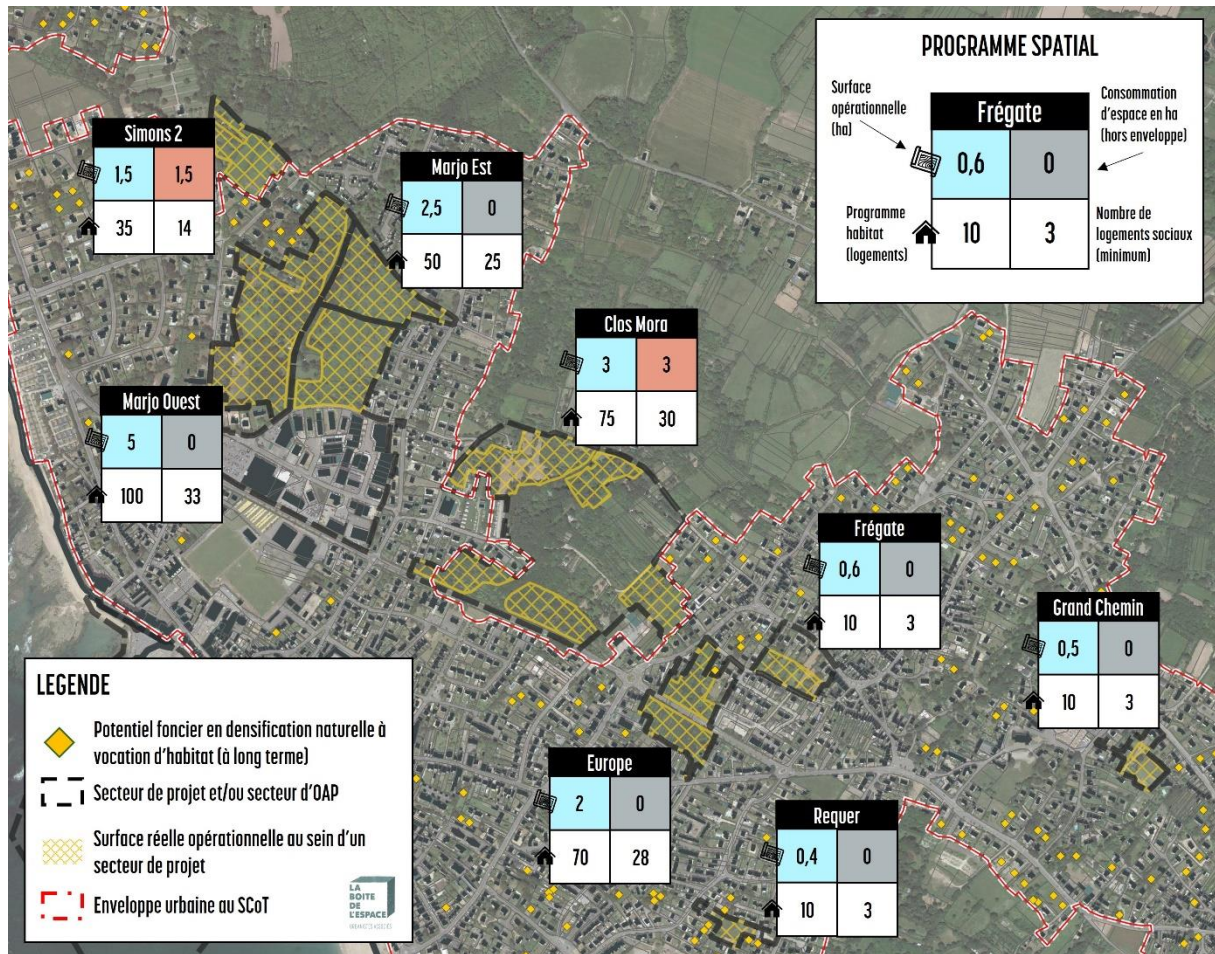 PROGRAMME SPATIAL
Surface
opérationnelle
(ha)
Consommation
d'espace en ha
(hors enveloppe)
Frégate
0,6 0
Programme
habitat
(logements)
10 3
Nombre de
logements sociaux
(minimum)
Simons 2
1,5 1,5
35 14
Marjo Est
2,5 0
50 25
Clos Mora
3 3
75 30
Marjo Ouest
5 0
100 33
Frégate
0,6 0
10 3
Grand Chemin
0,5 0
10 3
Europe
2 0
70 28
Requer
0,4 0
10 3
LEGENDE
Potentiel foncier en densification naturelle à
vocation d'habitat (à long terme)
Secteur de projet et/ou secteur d'OAP
Surface réelle opérationnelle au sein d'un
secteur de projet
Enveloppe urbaine au SCoT
LA
BOITE
DE
L'ESPACE